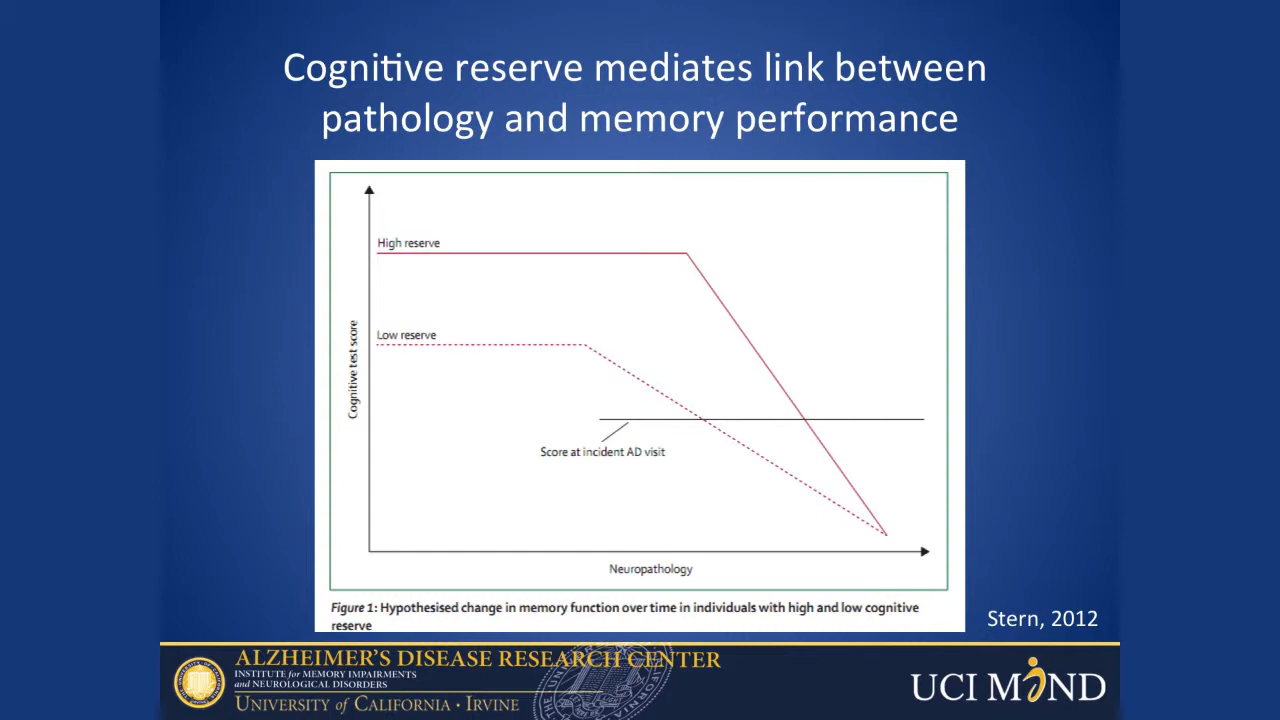 Cognitive reserve mediates link between
pathology and memory performance
High reserve
Low reserve
Cognitive test score
Score at incident AD visit
Neuropathology
Figure 1: Hypothesised change in memory function over time in individuals with high and low cognitive
reserve
Stern, 2012
ALZHEIMER'S DISEASE RESEARCH CENTER
INSTITUTE for MEMORY IMPAIRMENTS
and NEUROLOGICAL DISORDERS
UNIVERSITY of CALIFORNIA • IRVINE
UCI MIND